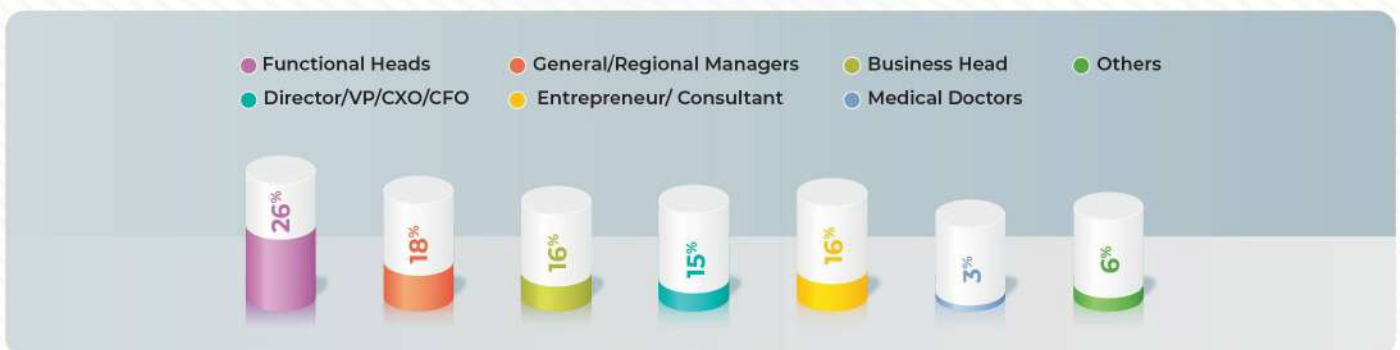 Functional Heads General/Regional Managers Business Head Others
Director/VP/CXO/CFO Entrepreneur/ Consultant Medical Doctors
26% 18% 16% 15% 16% 3% 6%